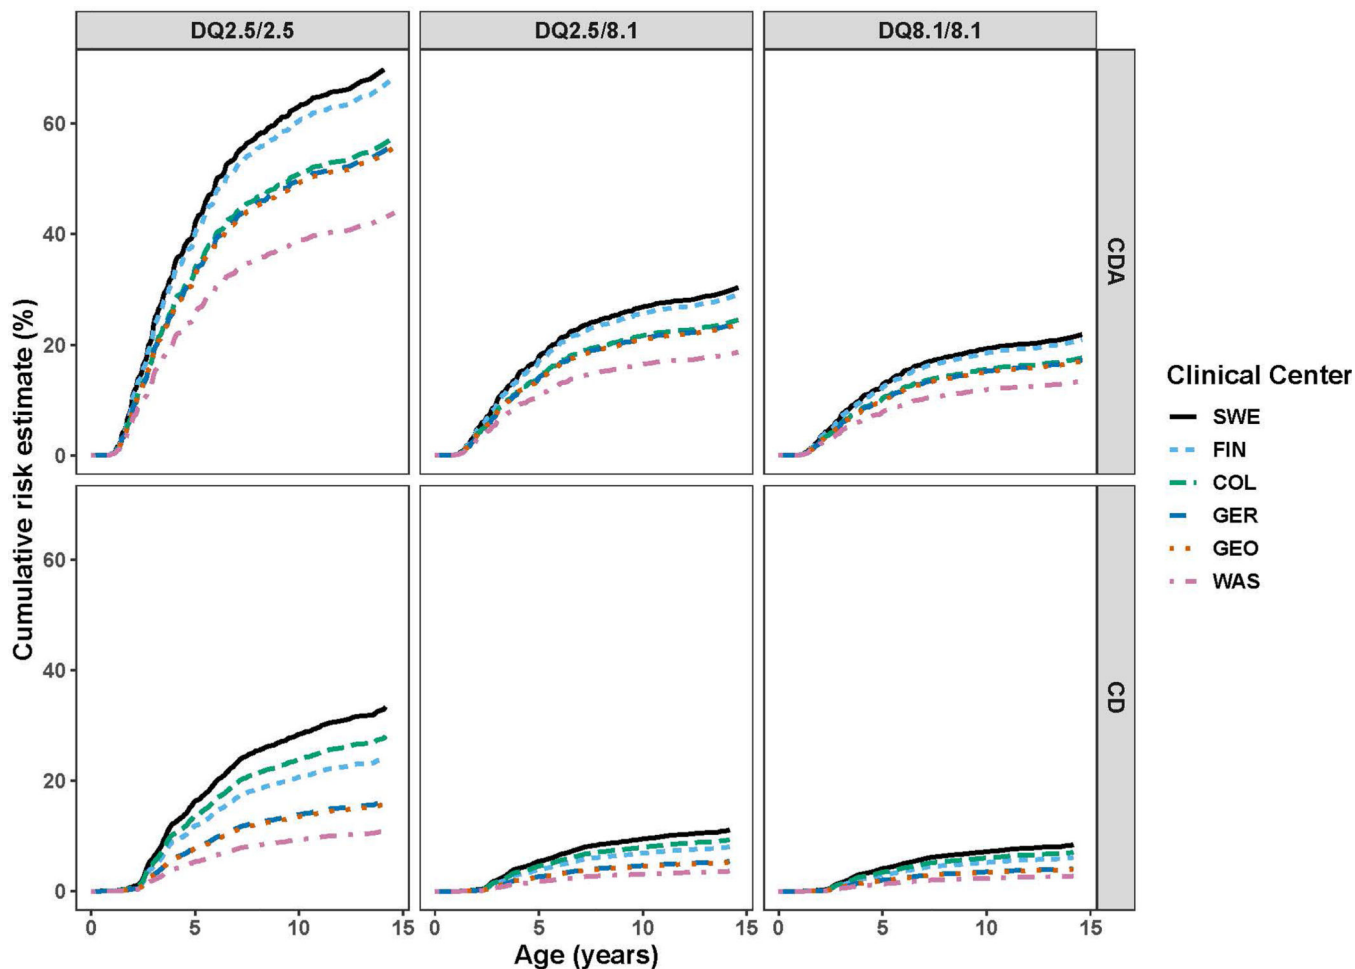 DQ2.5/2.5 DQ2.5/8.1 DQ8.1/8.1
Cumulative risk estimate (%)
60
40
20
0
CDA
60
40
20
0
CD
0 5 10 15 0 5 10 15 0 5 10 15
Age (years)
Clinical Center
SWE
FIN
COL
GER
GEO
WAS